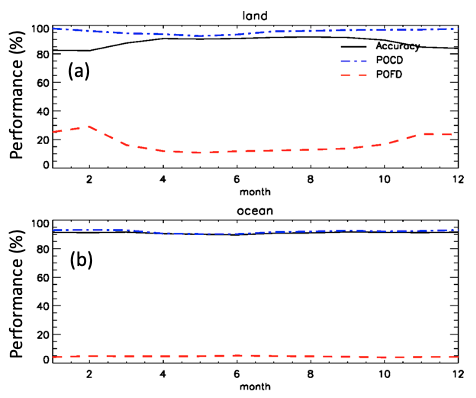 land
Performance (%)
100
80
60
40
20
0
(a)
Accuracy
POCD
POFD
2
4
6
8
10
12
month
ocean
Performance (%)
100
80
60
40
20
0
(b)
2
4
6
8
10
12
month